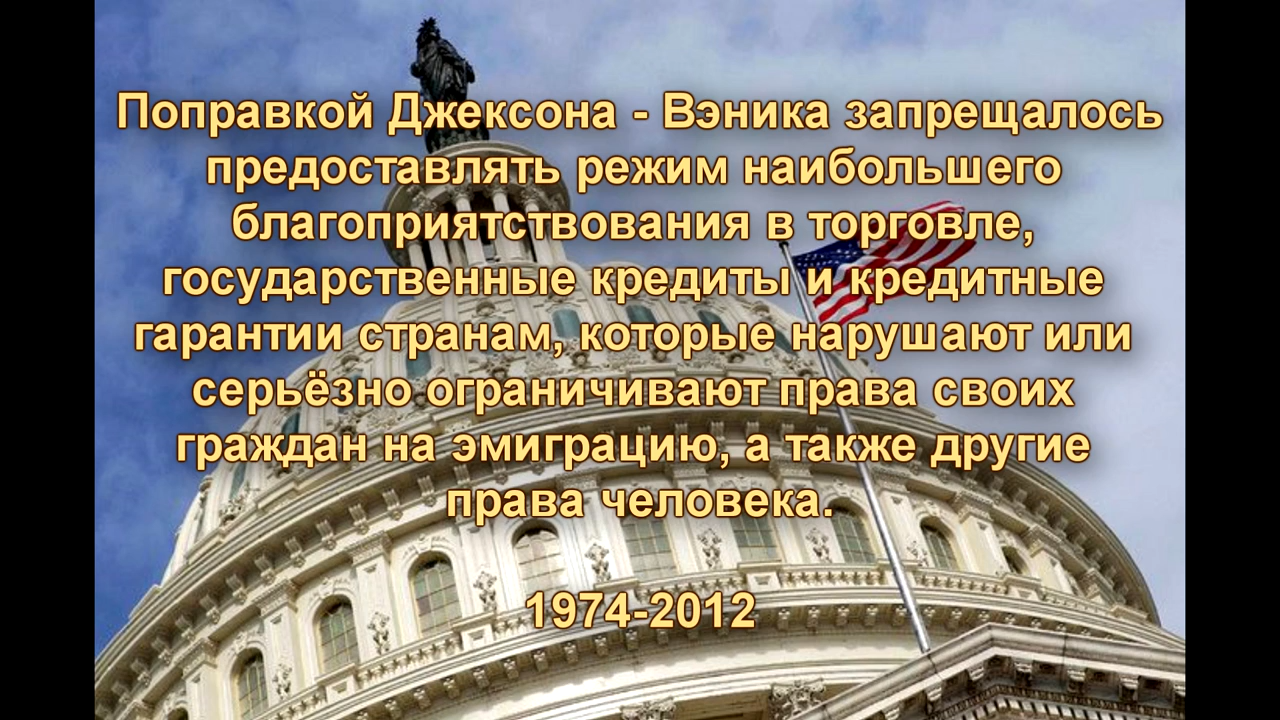 Поправкой Джексона - Вэника запрещалось
предоставлять режим наибольшего
благоприятствования в торговле,
государственные кредиты и кредитные
гарантии странам, которые нарушают или
серьёзно ограничивают права своих
граждан на эмиграцию, а также другие
права человека.
1974-2012